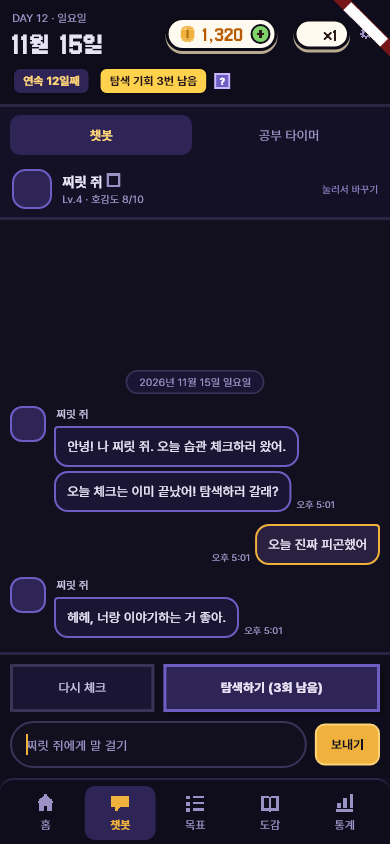 DAY 12 · 일요일
11월 15일
1,320
×1
연속 12일째
탐색 기회 3번 남음
?
챗봇
공부 타이머
찌릿 쥐
Lv.4 · 호감도 8/10
눌러서 바꾸기
2026년 11월 15일 일요일
찌릿 쥐
안녕! 나 찌릿 쥐. 오늘 습관 체크하러 왔어.
오늘 체크는 이미 끝났어! 탐색하러 갈래?
오후 5:01
오늘 진짜 피곤했어
오후 5:01
찌릿 쥐
헤헤, 너랑 이야기하는 거 좋아.
오후 5:01
다시 체크
탐색하기 (3회 남음)
찌릿 쥐에게 말 걸기
보내기
홈
챗봇
목표
도감
통계